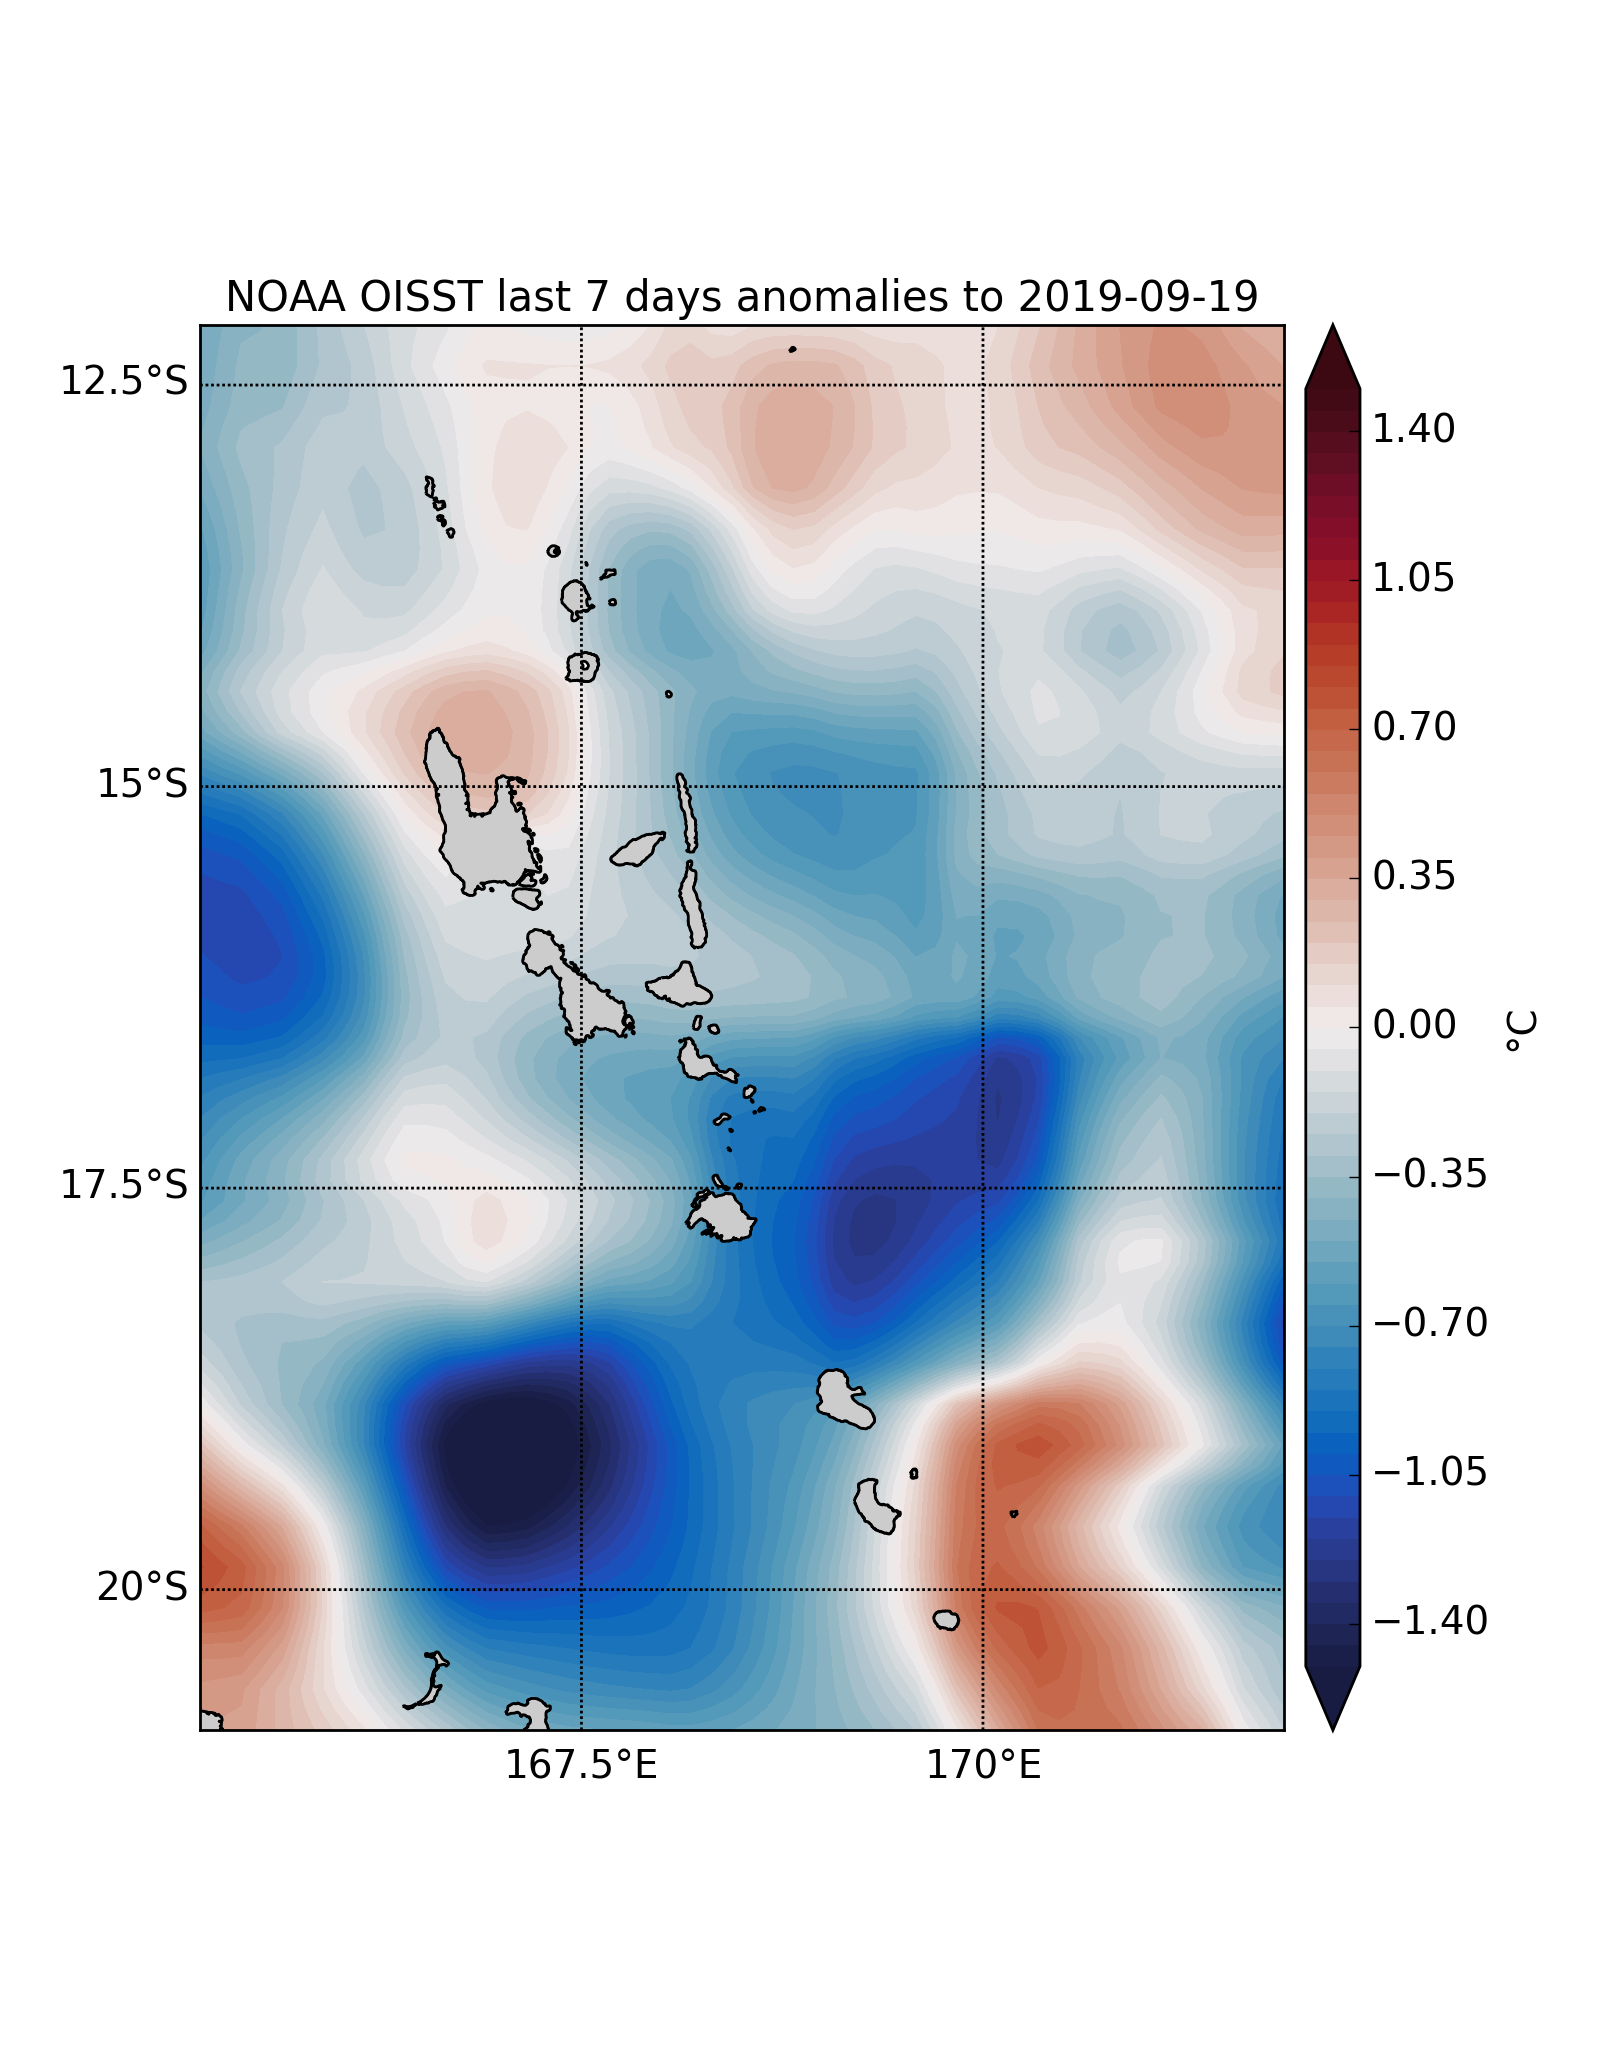 NOAA OISST last 7 days anomalies to 2019-09-19
12.5°S
15°S
17.5°S
20°S
167.5°E
170°E
1.40
1.05
0.70
0.35
0.00
−0.35
−0.70
−1.05
−1.40
°C